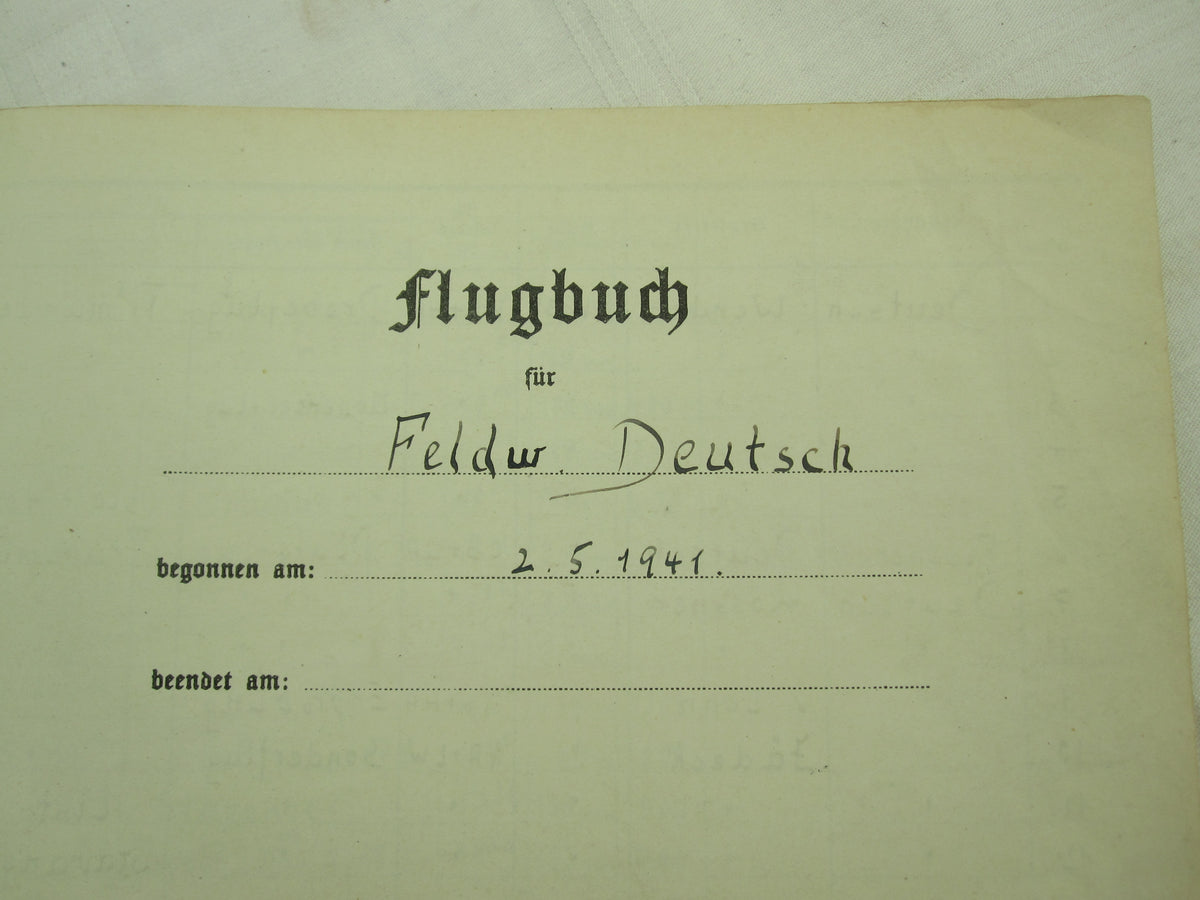 Flugbuch
für
Feldw. Deutsch
begonnen am: 2.5.1941.
beendet am: